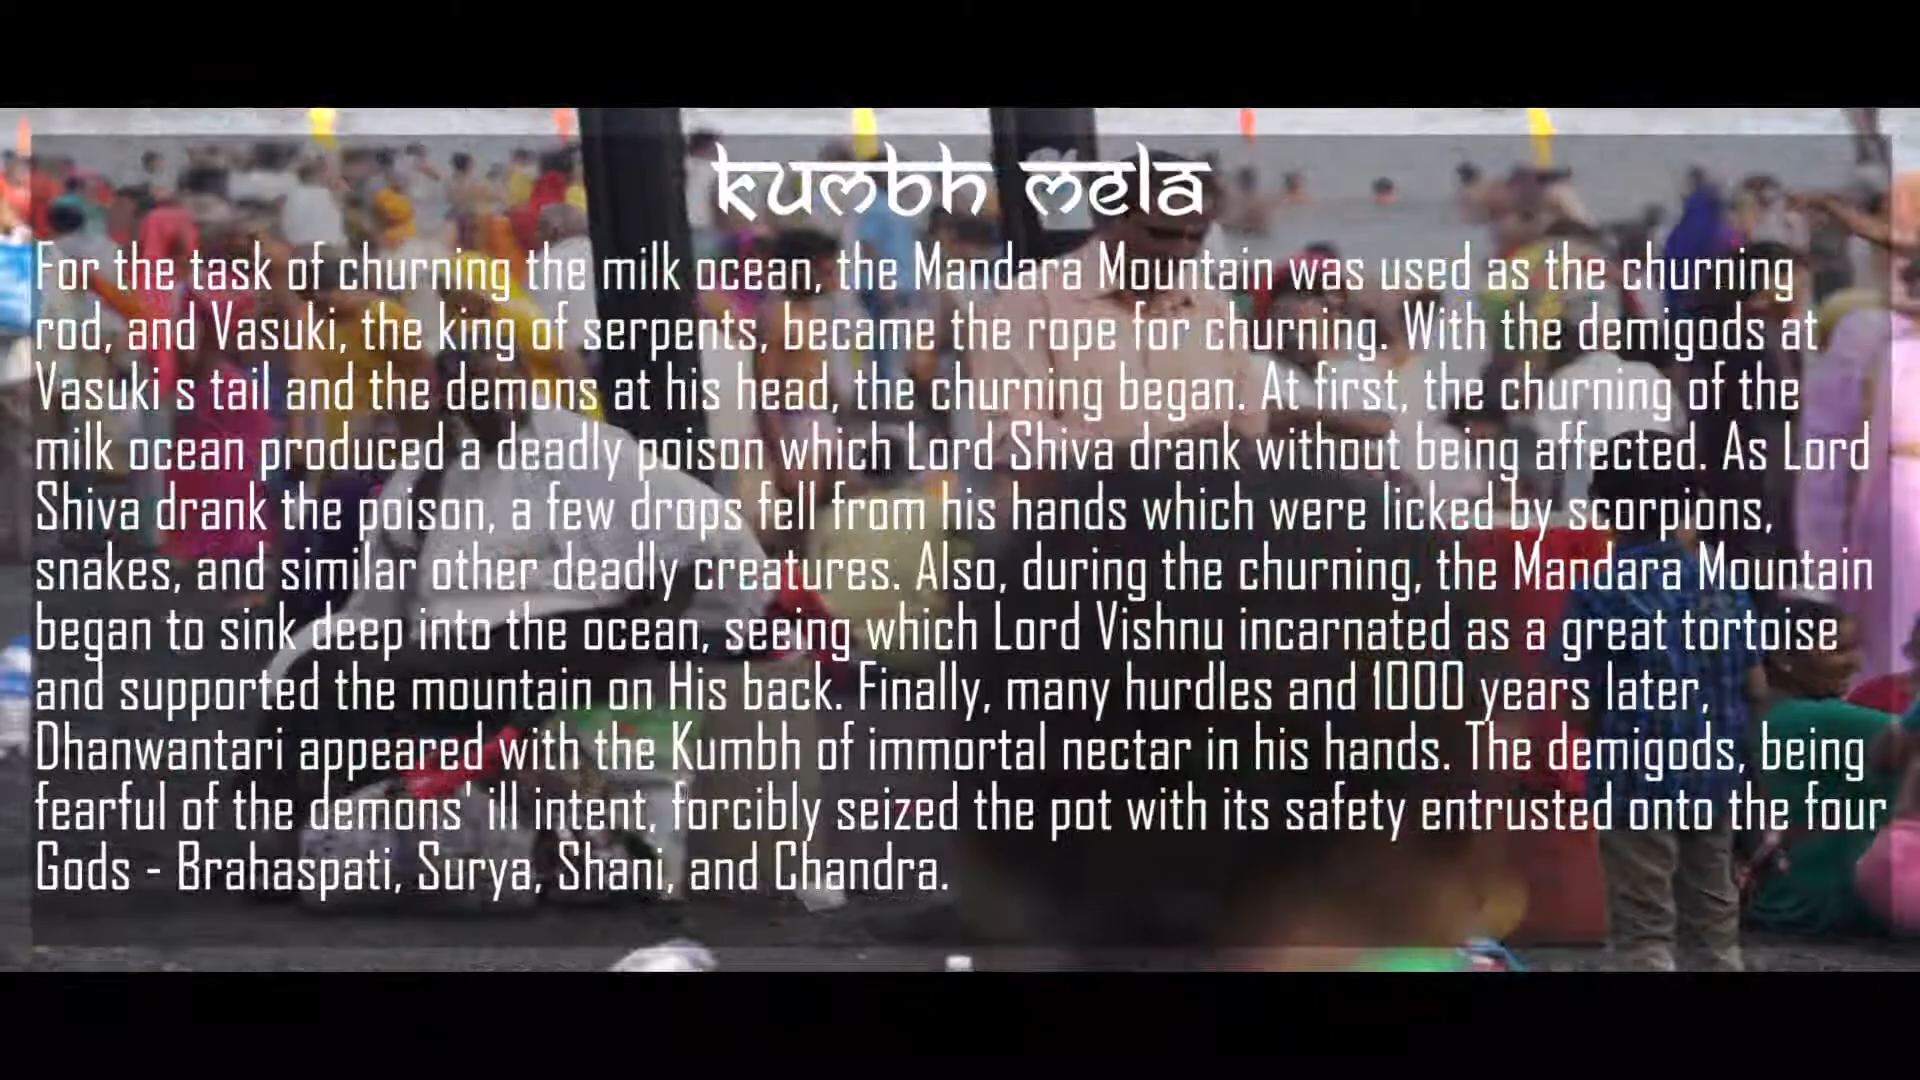 Kumbh Mela
For the task of churning the milk ocean, the Mandara Mountain was used as the churning
rod, and Vasuki, the king of serpents, became the rope for churning. With the demigods at
Vasuki s tail and the demons at his head, the churning began. At first, the churning of the
milk ocean produced a deadly poison which Lord Shiva drank without being affected. As Lord
Shiva drank the poison, a few drops fell from his hands which were licked by scorpions,
snakes, and similar other deadly creatures. Also, during the churning, the Mandara Mountain
began to sink deep into the ocean, seeing which Lord Vishnu incarnated as a great tortoise
and supported the mountain on His back. Finally, many hurdles and 1000 years later,
Dhanwantari appeared with the Kumbh of immortal nectar in his hands. The demigods, being
fearful of the demons' ill intent, forcibly seized the pot with its safety entrusted onto the four
Gods - Brahaspati, Surya, Shani, and Chandra.